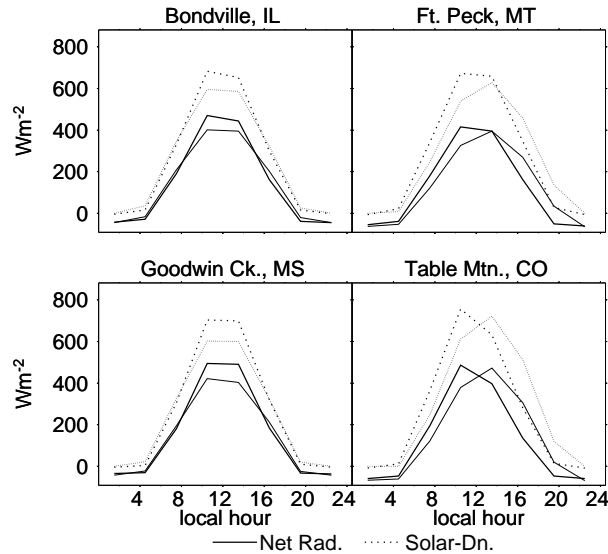 Bondville, IL
Ft. Peck, MT
800
600
400
200
0
Wm-2
Goodwin Ck., MS
Table Mtn., CO
800
600
400
200
0
Wm-2
4 8 12 16 20 24
4 8 12 16 20 24
local hour
local hour
Net Rad.
Solar-Dn.